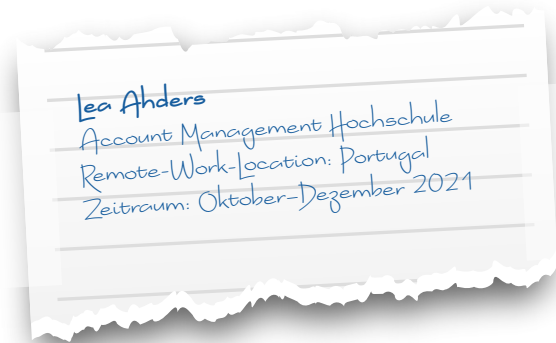 Lea Ahders
Account Management Hochschule
Remote-Work-Location: Portugal
Zeitraum: Oktober–Dezember 2021